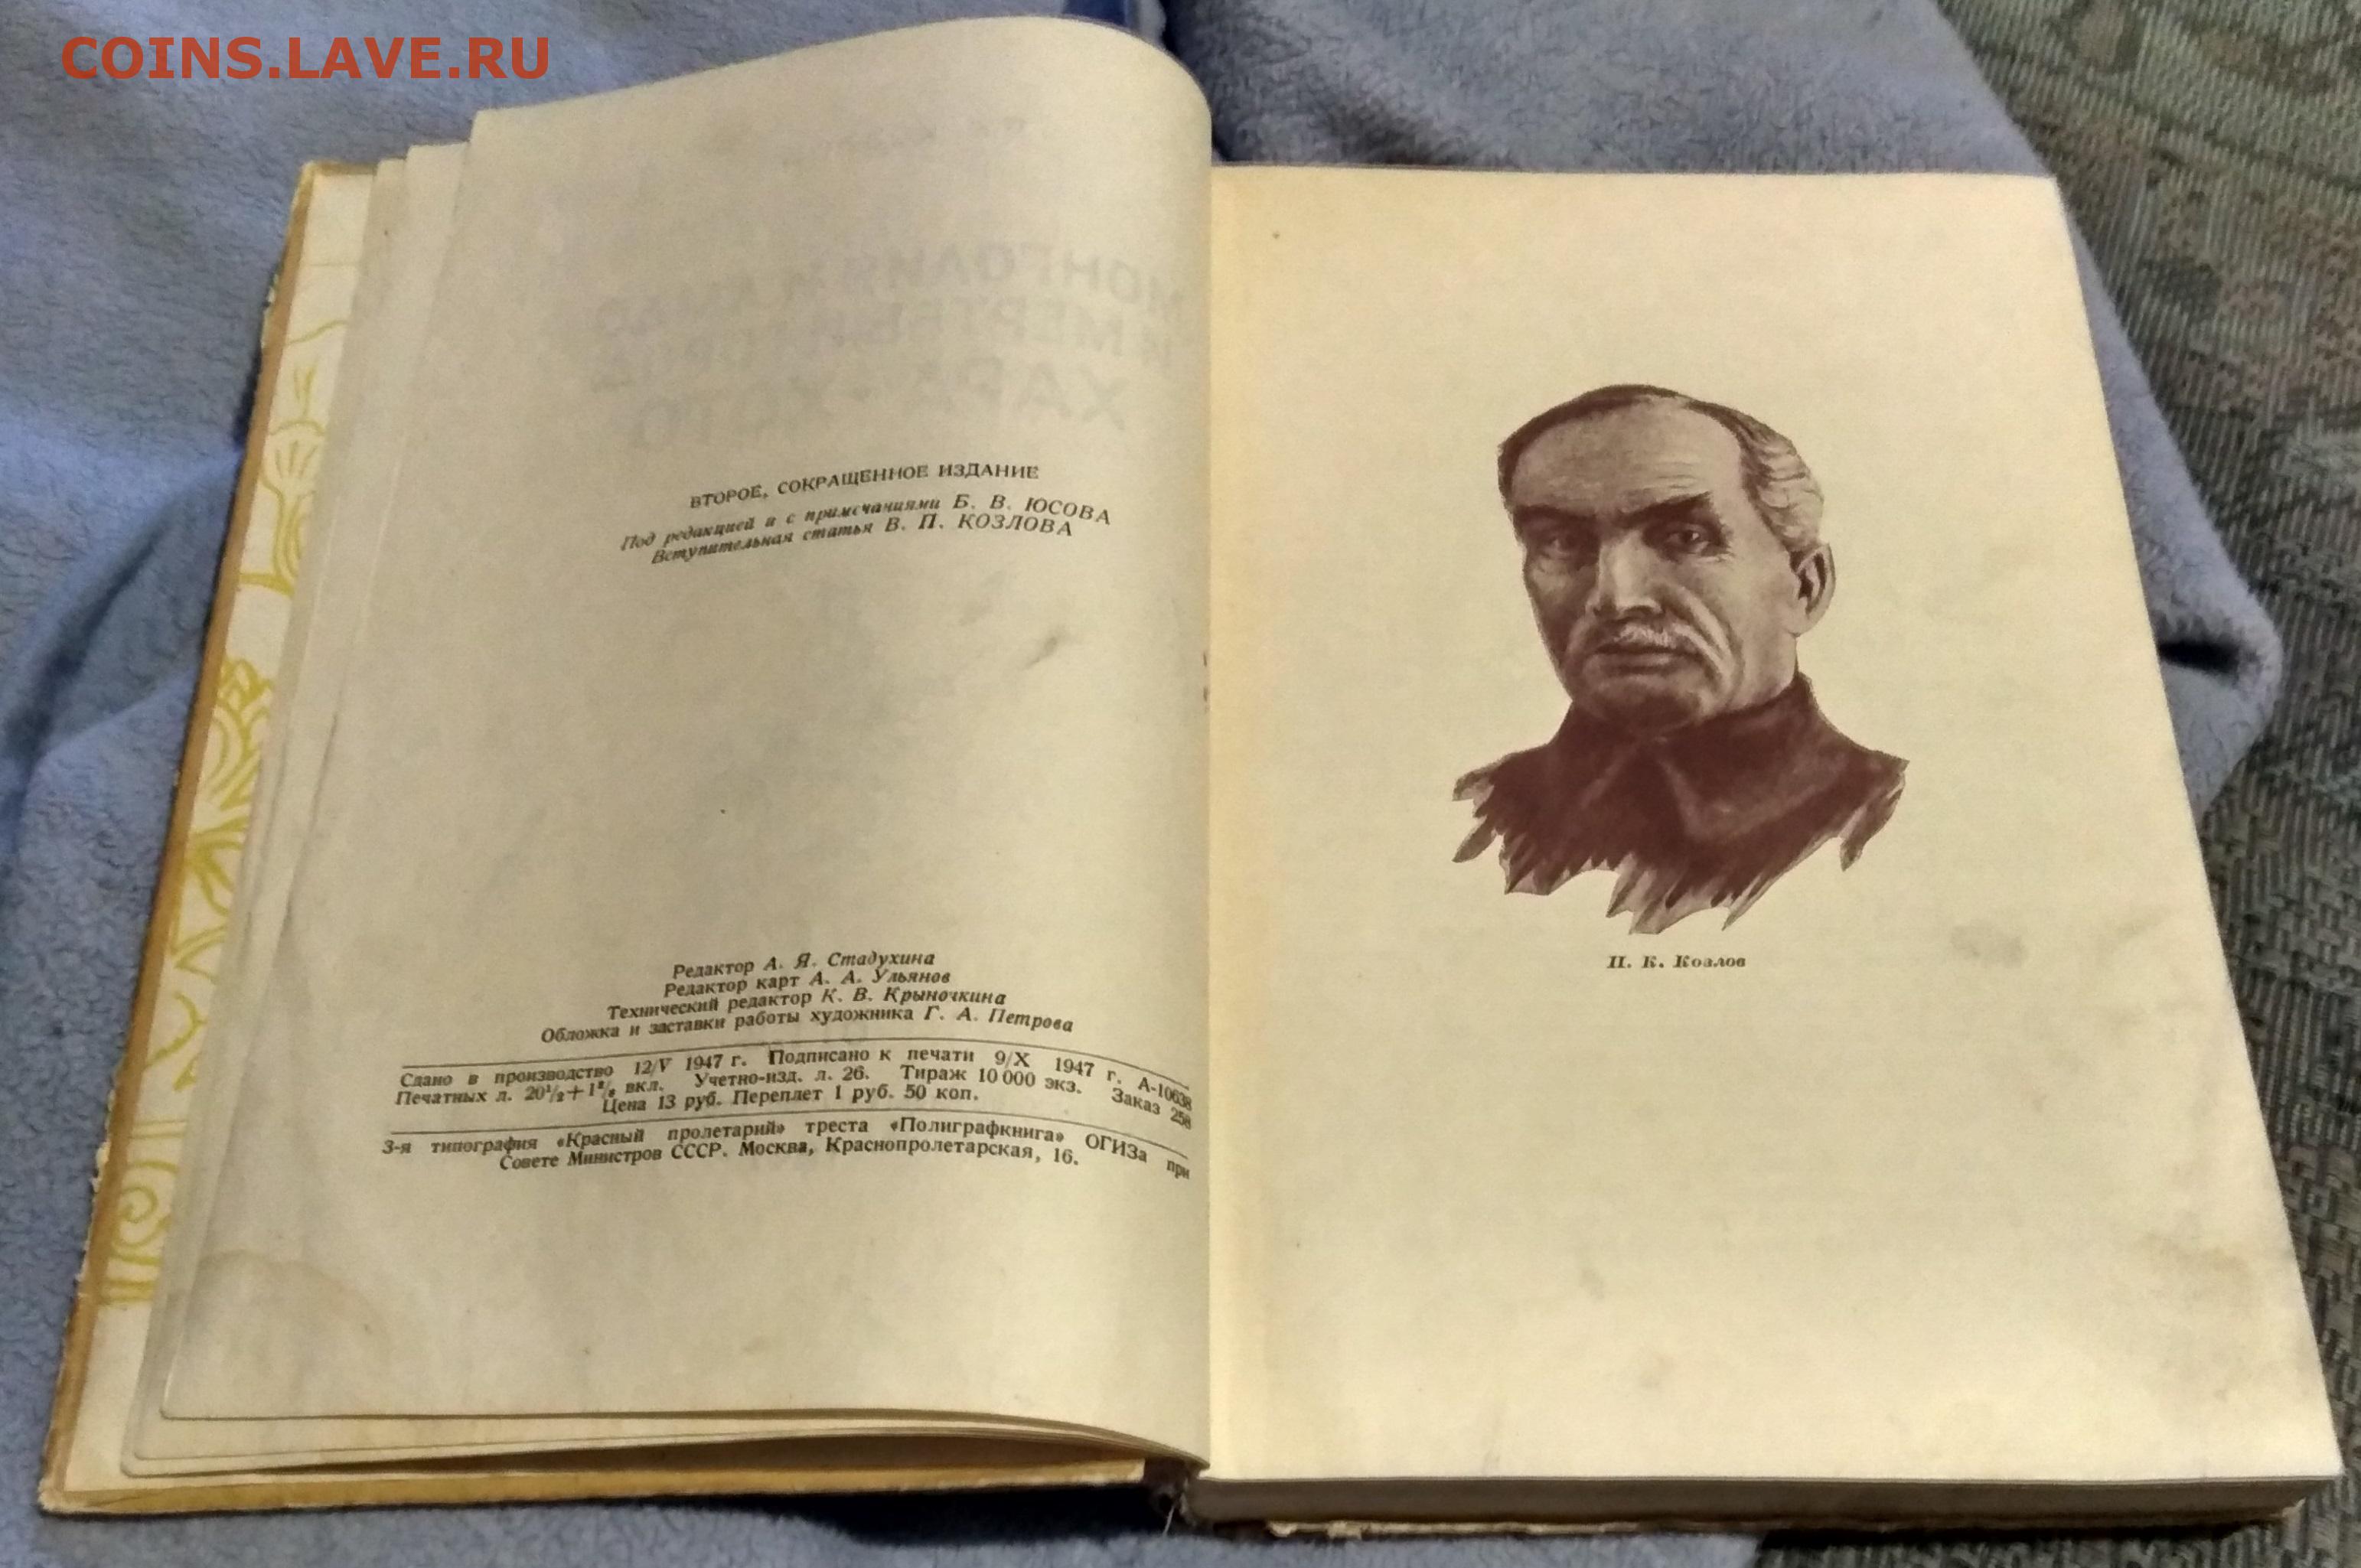 COINS.LAVE.RU
ВТОРОЕ, СОКРАЩЕННОЕ ИЗДАНИЕ
Под редакцией и с примечаниями Б. В. ЮСОВА
Вступительная статья В. П. КОЗЛОВА
Редактор А. Я. Стадухина
Редактор карт А. А. Ульянов
Технический редактор К. В. Крыночкина
Обложка и заставки работы художника Г. А. Петрова
Сдано в производство 12/V 1947 г. Подписано к печати 9/X 1947 г. А-10638
Печатных л. 20¹/₂+1 вкл. Учетно-изд. л. 26. Тираж 10 000 экз. Заказ 258
Цена 13 руб. Переплет 1 руб. 50 коп.
3-я типография «Красный пролетарий» треста «Полиграфкнига» ОГИЗа при
Совете Министров СССР. Москва, Краснопролетарская, 16.
П. К. Козлов